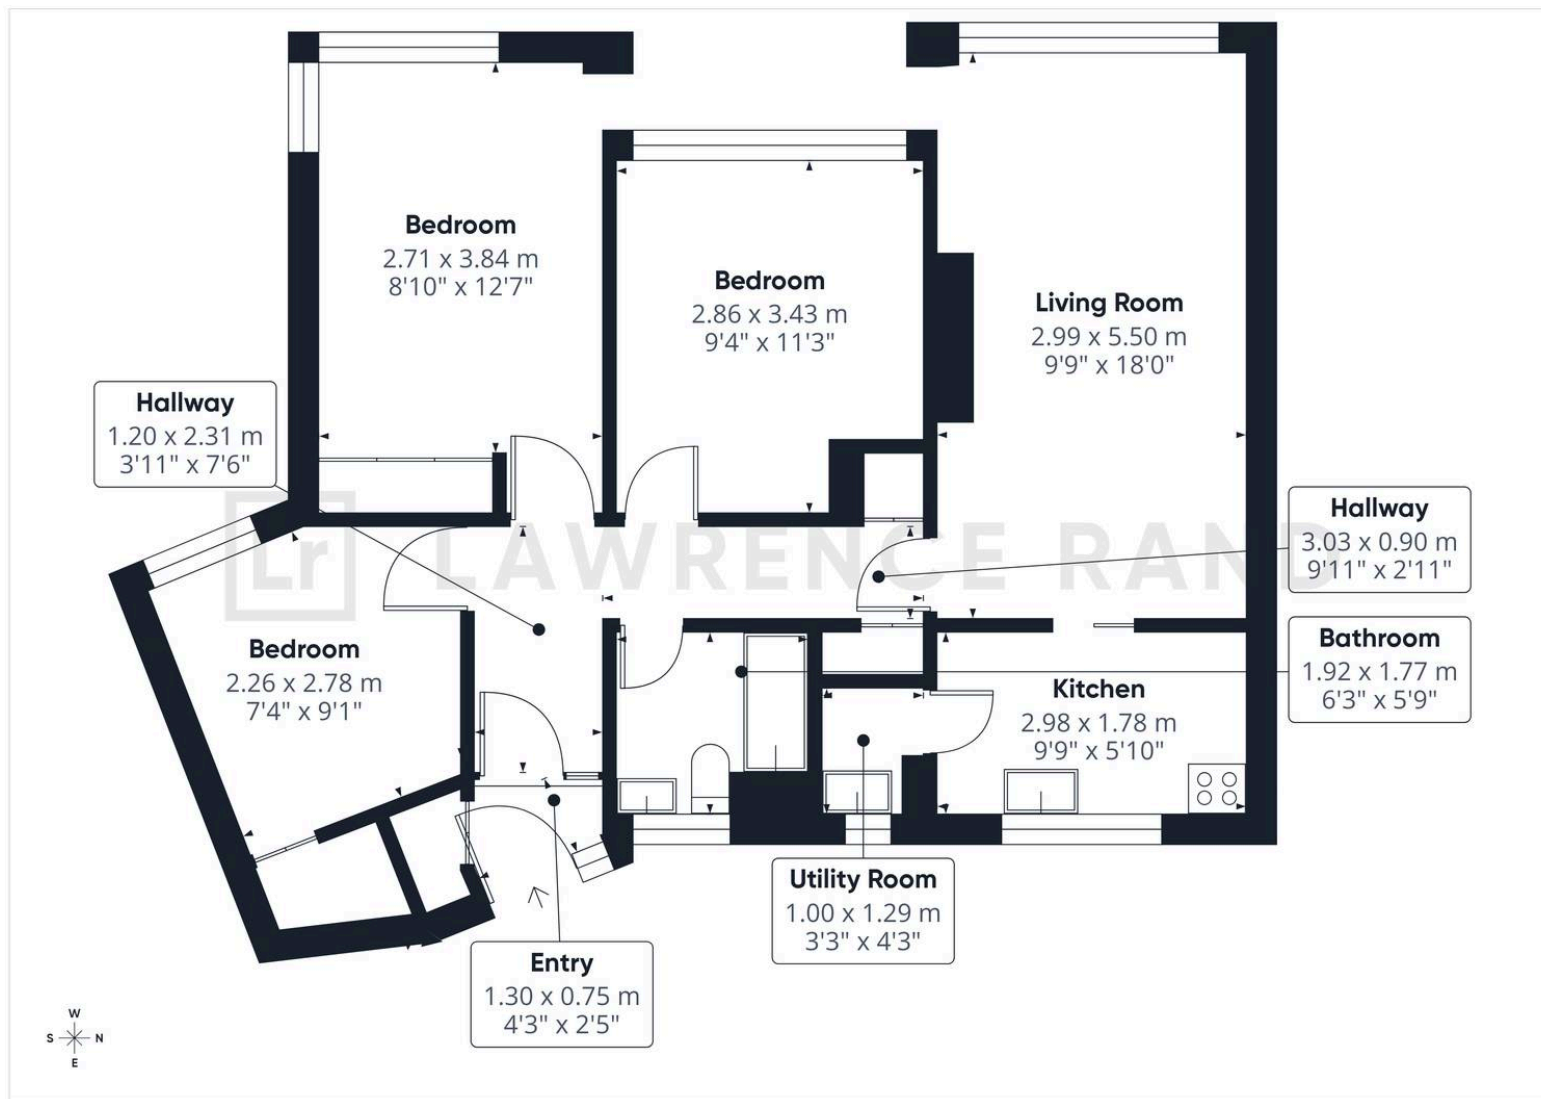 Bedroom
2.71 x 3.84 m
8'10" x 12'7"
Bedroom
2.86 x 3.43 m
9'4" x 11'3"
Living Room
2.99 x 5.50 m
9'9" x 18'0"
Hallway
1.20 x 2.31 m
3'11" x 7'6"
Lr LAWRENCE RAND
Hallway
3.03 x 0.90 m
9'11" x 2'11"
Bathroom
1.92 x 1.77 m
6'3" x 5'9"
Bedroom
2.26 x 2.78 m
7'4" x 9'1"
Kitchen
2.98 x 1.78 m
9'9" x 5'10"
Utility Room
1.00 x 1.29 m
3'3" x 4'3"
Entry
1.30 x 0.75 m
4'3" x 2'5"
W
S N
E